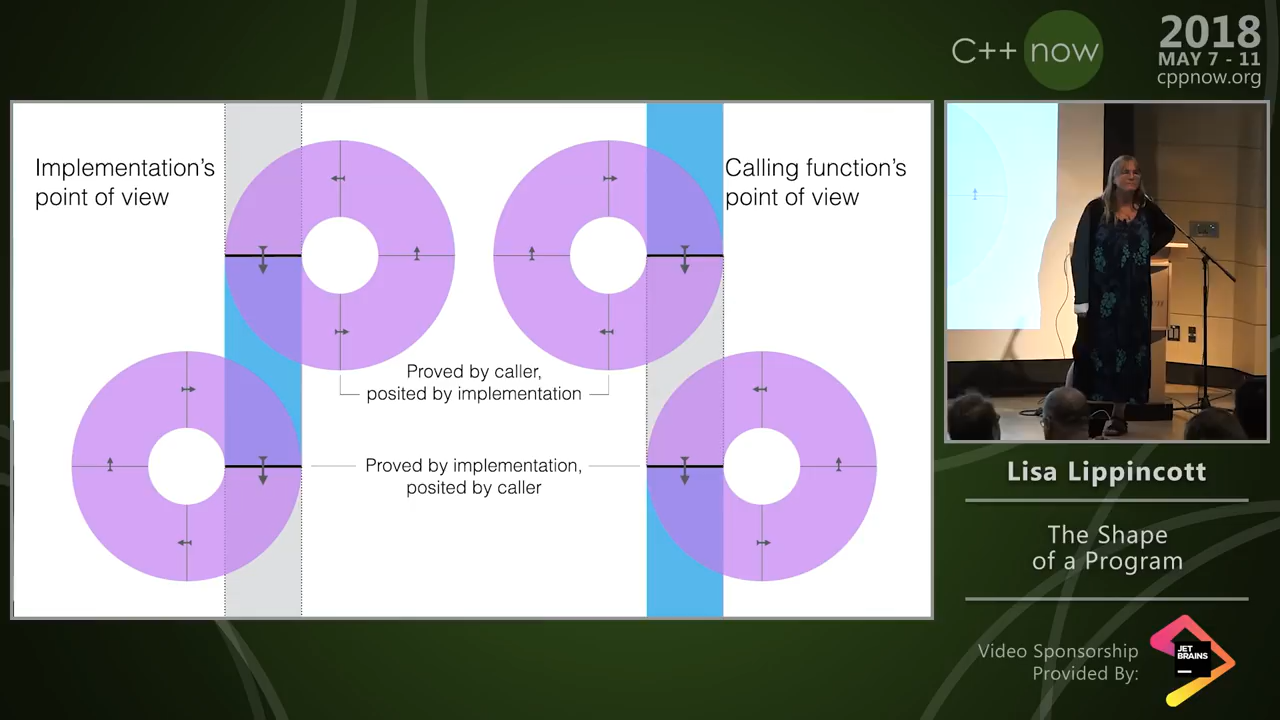 C++ now
2018
MAY 7 - 11
cppnow.org
Implementation's
point of view
Calling function's
point of view
Proved by caller,
posited by implementation
Proved by implementation,
posited by caller
Lisa Lippincott
The Shape
of a Program
Video Sponsorship
Provided By:
JET
BRAINS